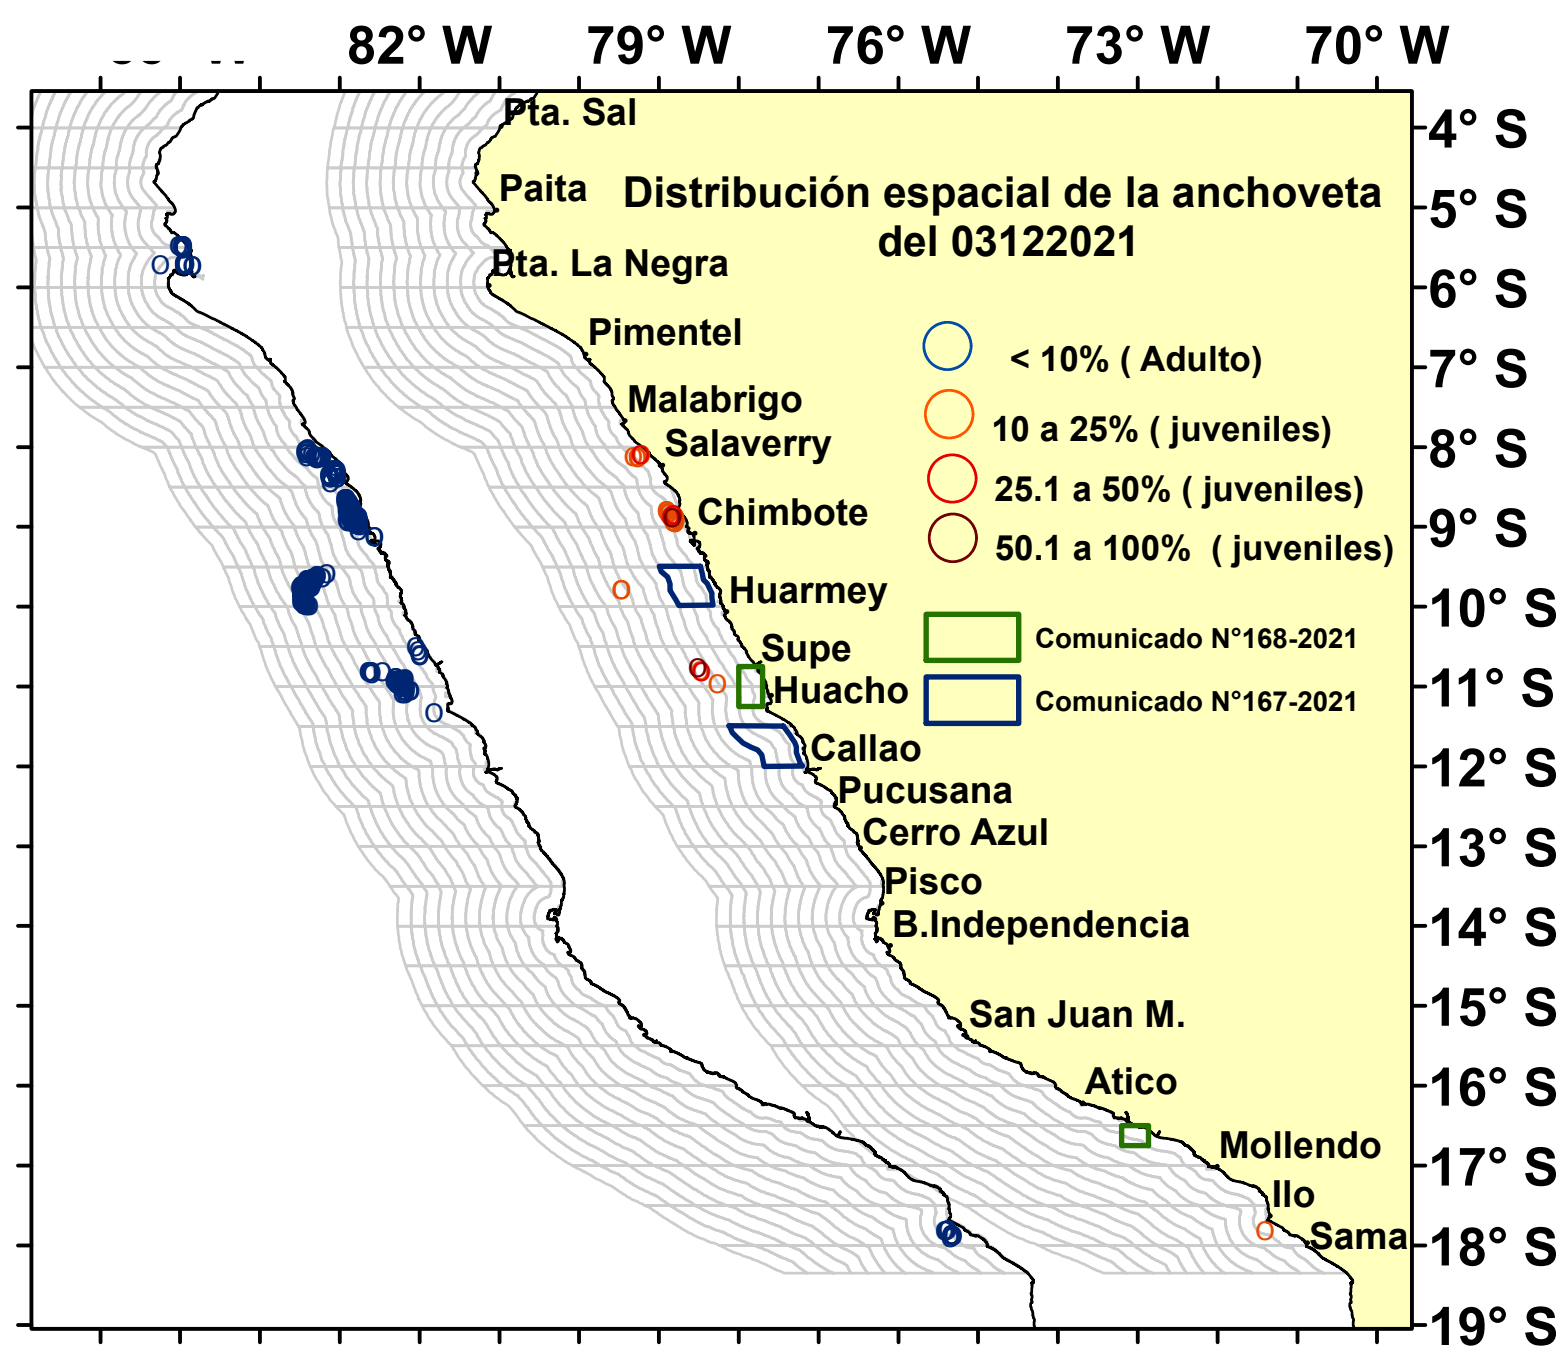 82° W 79° W 76° W 73° W 70° W
Pta. Sal
4° S
Paita
Distribución espacial de la anchoveta
del 03122021
5° S
Pta. La Negra
6° S
Pimentel
< 10% ( Adulto)
7° S
Malabrigo
10 a 25% ( juveniles)
Salaverry
8° S
25.1 a 50% ( juveniles)
Chimbote
9° S
50.1 a 100% ( juveniles)
Huarmey
10° S
Supe
Comunicado N°168-2021
Huacho
11° S
Comunicado N°167-2021
Callao
12° S
Pucusana
Cerro Azul
13° S
Pisco
B.Independencia
14° S
San Juan M.
15° S
Atico
16° S
Mollendo
17° S
Ilo
Sama
18° S
19° S